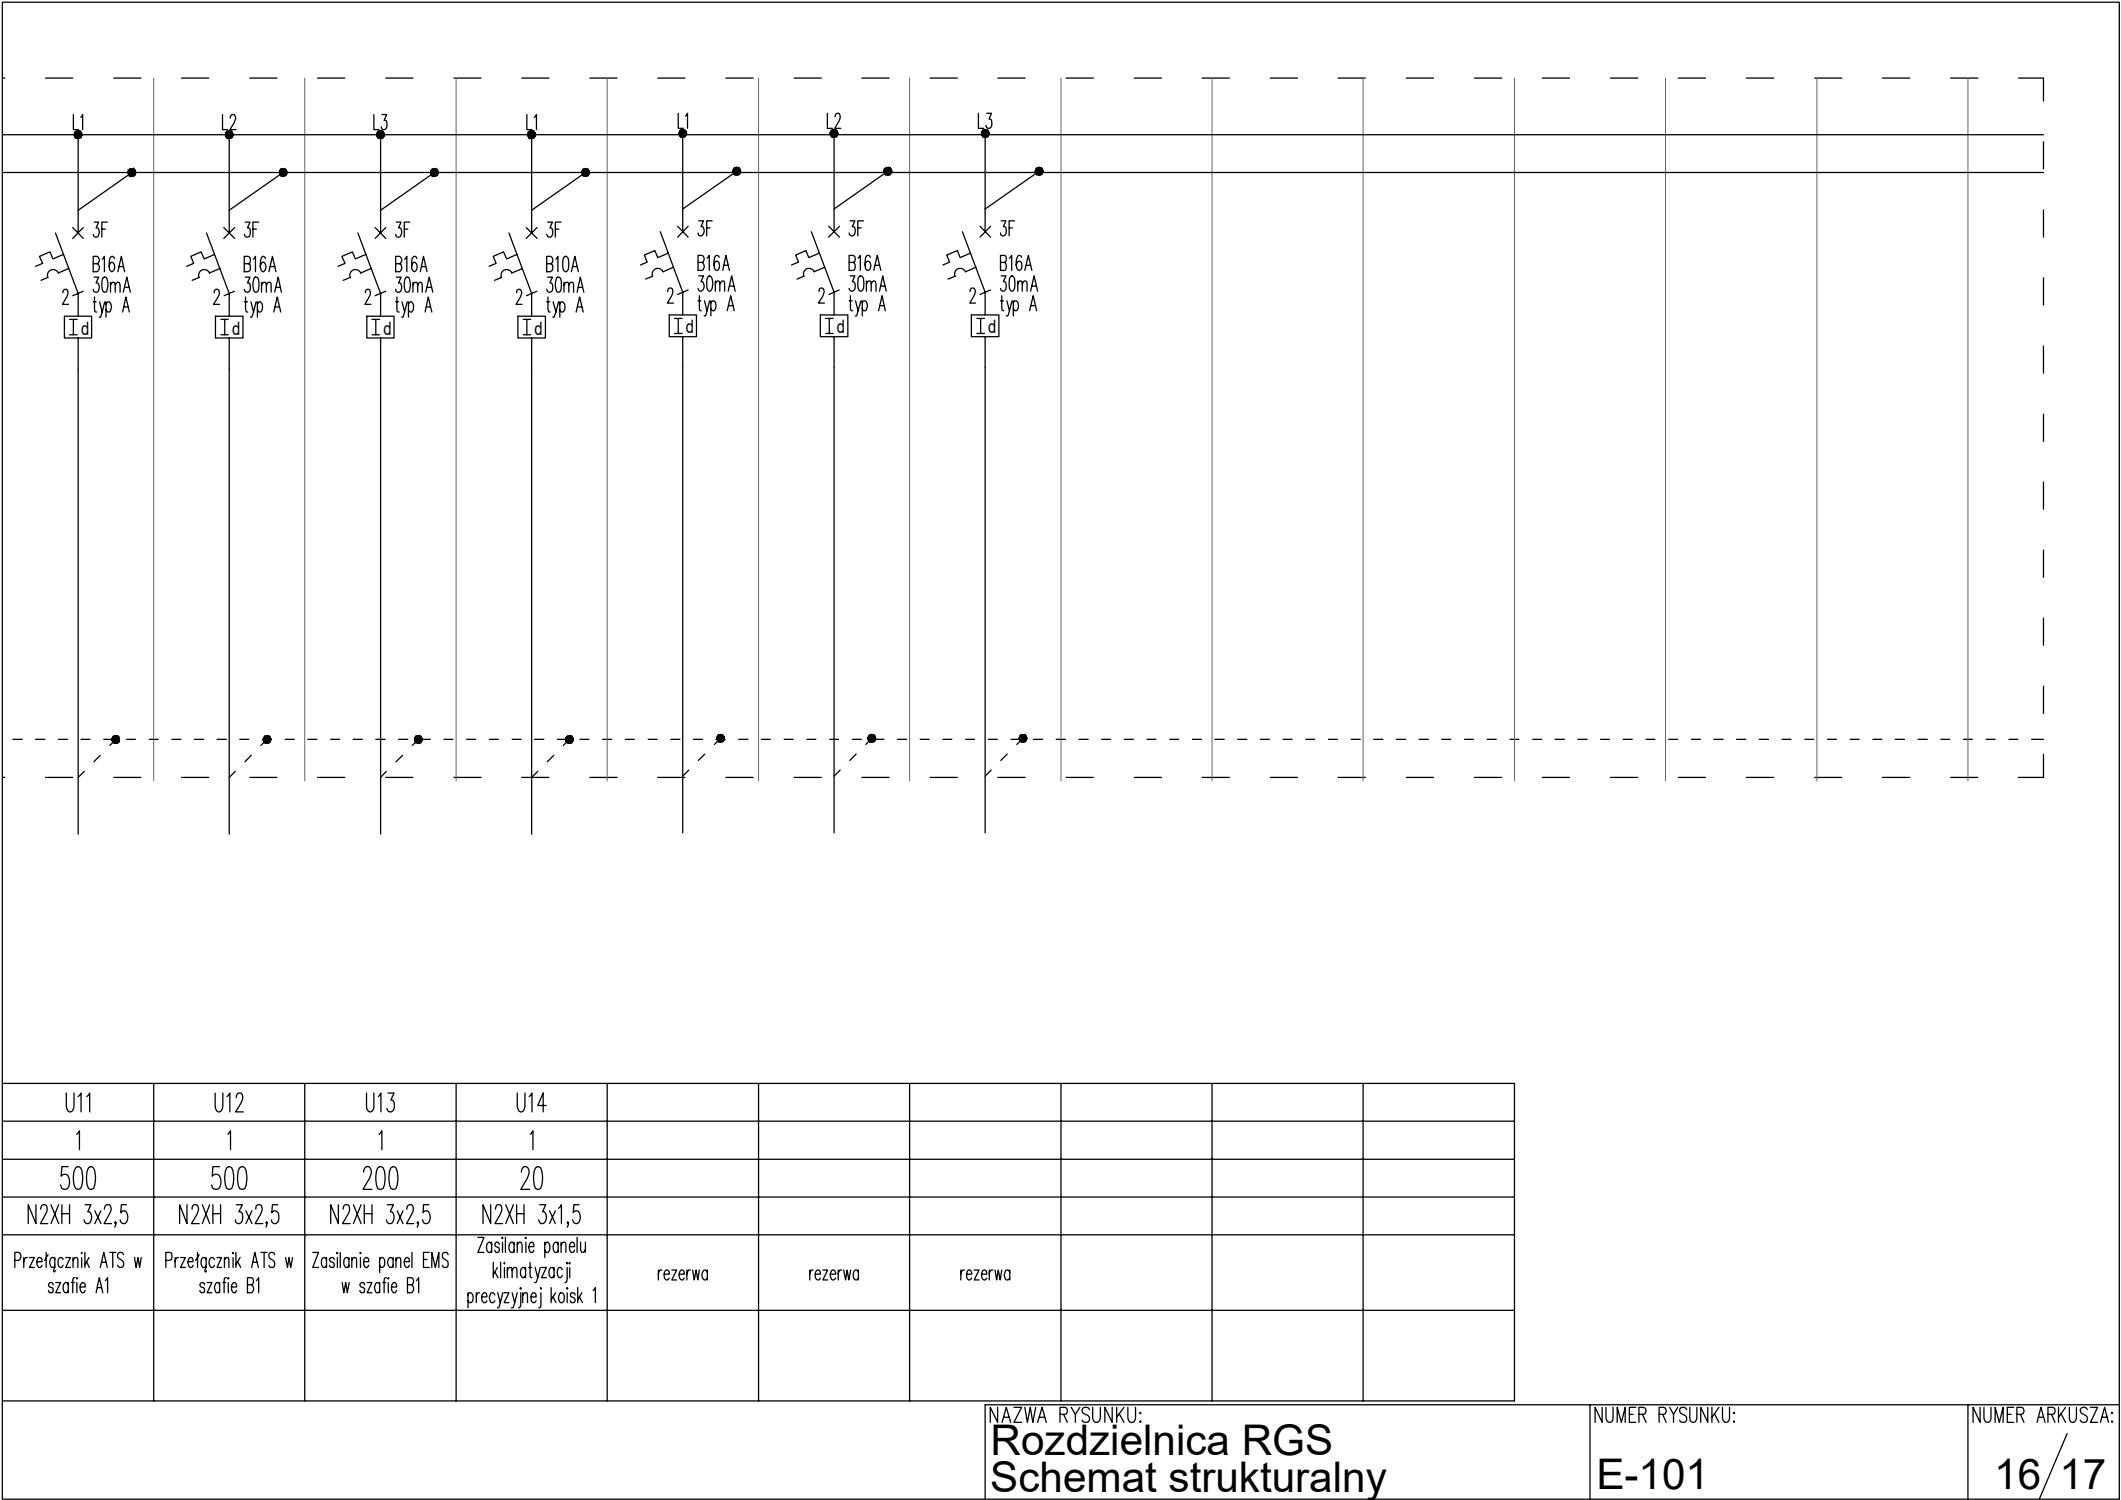 L1 L2 L3 L1 L1 L2 L3
3F 3F 3F 3F 3F 3F 3F
B16A B16A B16A B10A B16A B16A B16A
30mA 30mA 30mA 30mA 30mA 30mA 30mA
2 typ A 2 typ A 2 typ A 2 typ A 2 typ A 2 typ A 2 typ A
Id Id Id Id Id Id Id
U11 U12 U13 U14
1 1 1 1
500 500 200 20
N2XH 3x2,5 N2XH 3x2,5 N2XH 3x2,5 N2XH 3x1,5
Przełącznik ATS w
szafie A1
Przełącznik ATS w
szafie B1
Zasilanie panel EMS
w szafie B1
Zasilanie panelu
klimatyzacji
precyzyjnej koisk 1
rezerwa
rezerwa
rezerwa
NAZWA RYSUNKU:
Rozdzielnica RGS
Schemat strukturalny
NUMER RYSUNKU:
E-101
NUMER ARKUSZA:
16/17